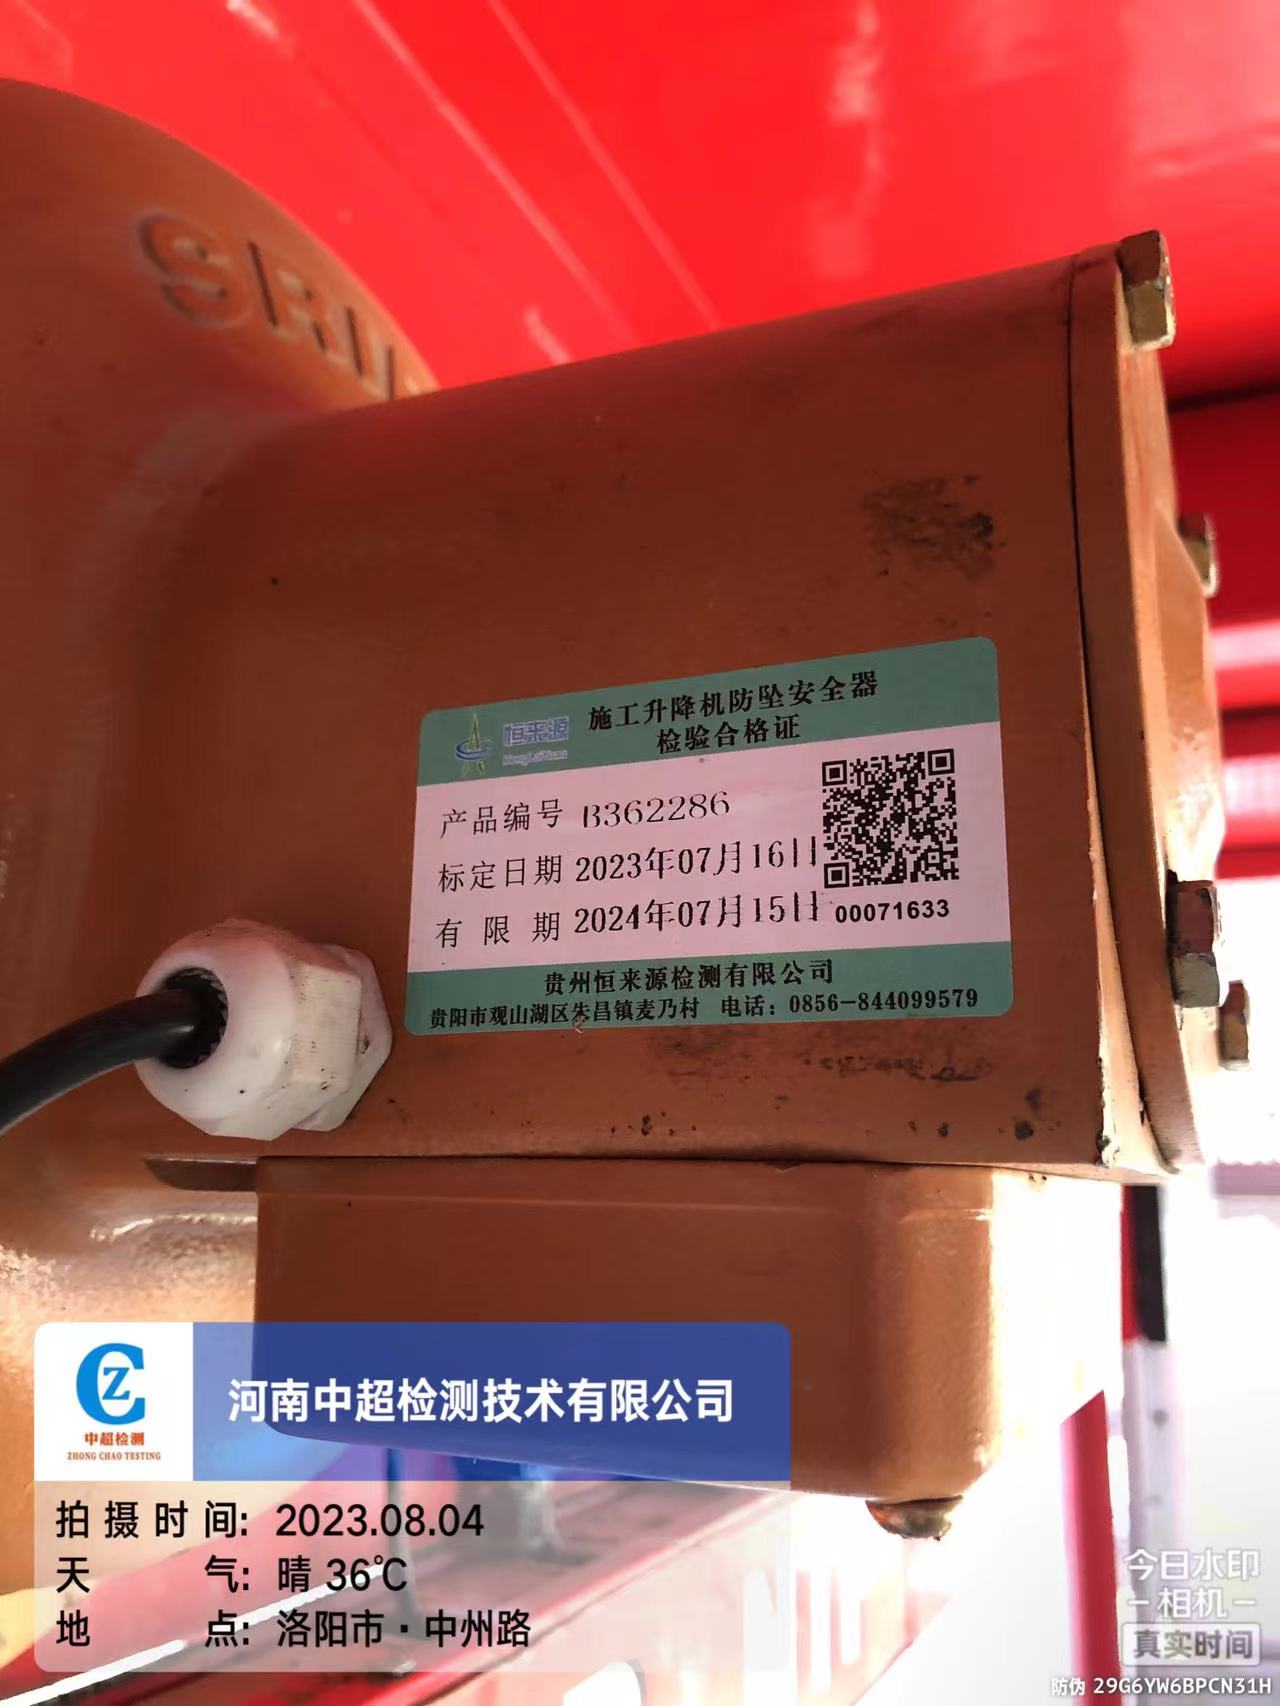 SRI
恒来源
HengLaiYuan
施工升降机防坠安全器
检验合格证
产品编号 B362286
标定日期 2023年07月16日
有限期 2024年07月15日
00071633
贵州恒来源检测有限公司
贵阳市观山湖区朱昌镇麦乃村 电话：0856-844099579
CZ
中超检测
ZHONG CHAO TESTING
河南中超检测技术有限公司
拍摄时间: 2023.08.04
天气: 晴 36℃
地点: 洛阳市·中州路
今日水印
-相机-
真实时间
防伪 29G6YW6BPCN31H